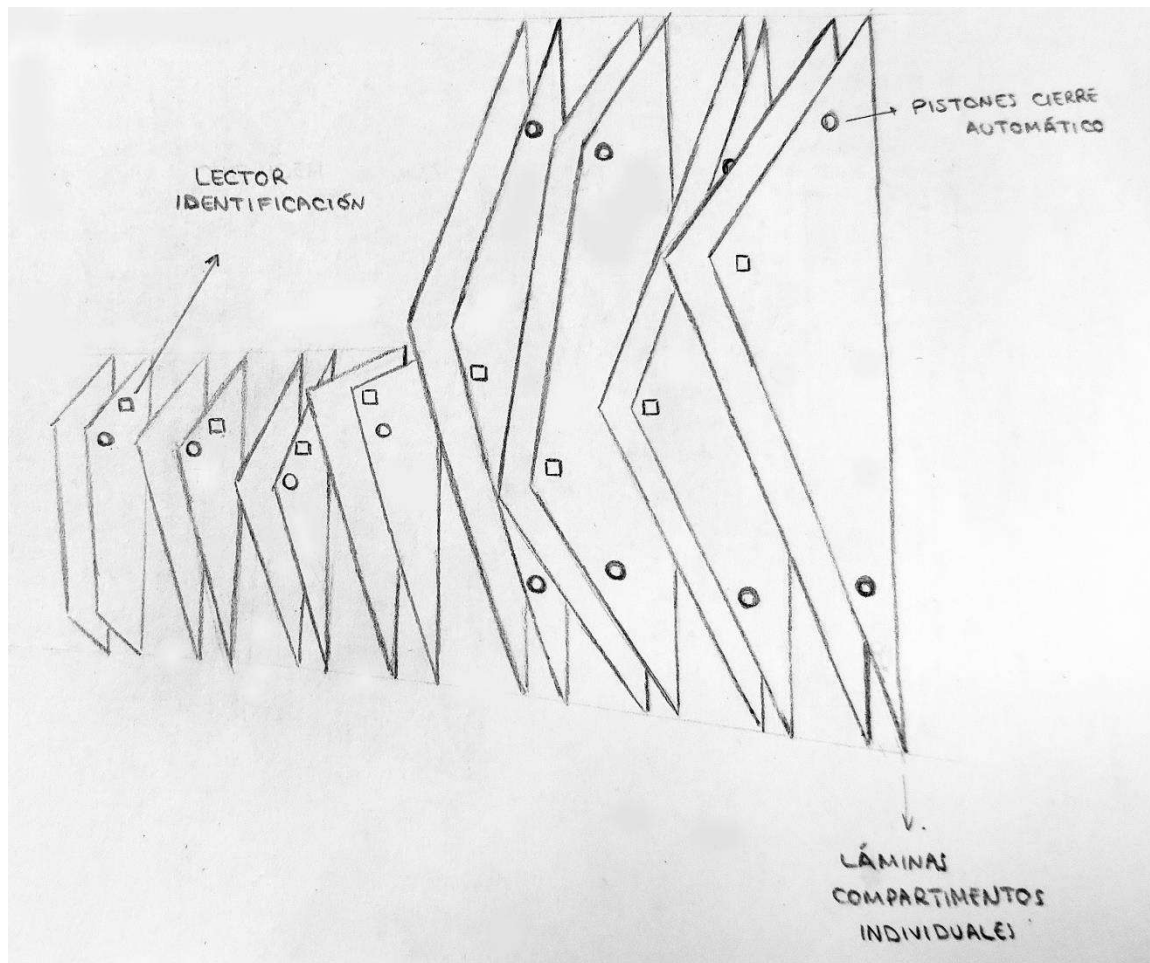 PISTONES CIERRE
AUTOMÁTICO
LECTOR
IDENTIFICACIÓN
LÁMINAS
COMPARTIMENTOS
INDIVIDUALES